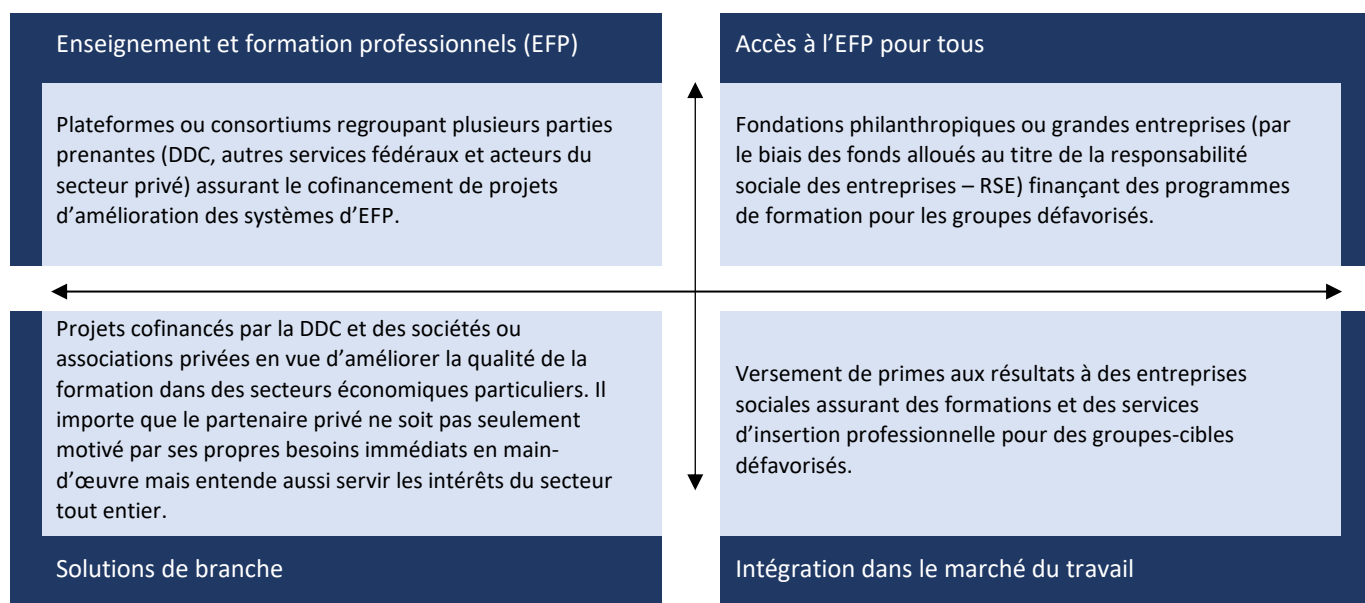 Enseignement et formation professionnels (EFP)
Plateformes ou consortiums regroupant plusieurs parties
prenantes (DDC, autres services fédéraux et acteurs du
secteur privé) assurant le cofinancement de projets
d’amélioration des systèmes d’EFP.
Accès à l’EFP pour tous
Fondations philanthropiques ou grandes entreprises (par
le biais des fonds alloués au titre de la responsabilité
sociale des entreprises – RSE) finançant des programmes
de formation pour les groupes défavorisés.
Projets cofinancés par la DDC et des sociétés ou
associations privées en vue d’améliorer la qualité de la
formation dans des secteurs économiques particuliers. Il
importe que le partenaire privé ne soit pas seulement
motivé par ses propres besoins immédiats en main-
d’œuvre mais entende aussi servir les intérêts du secteur
tout entier.
Solutions de branche
Versement de primes aux résultats à des entreprises
sociales assurant des formations et des services
d’insertion professionnelle pour des groupes-cibles
défavorisés.
Intégration dans le marché du travail